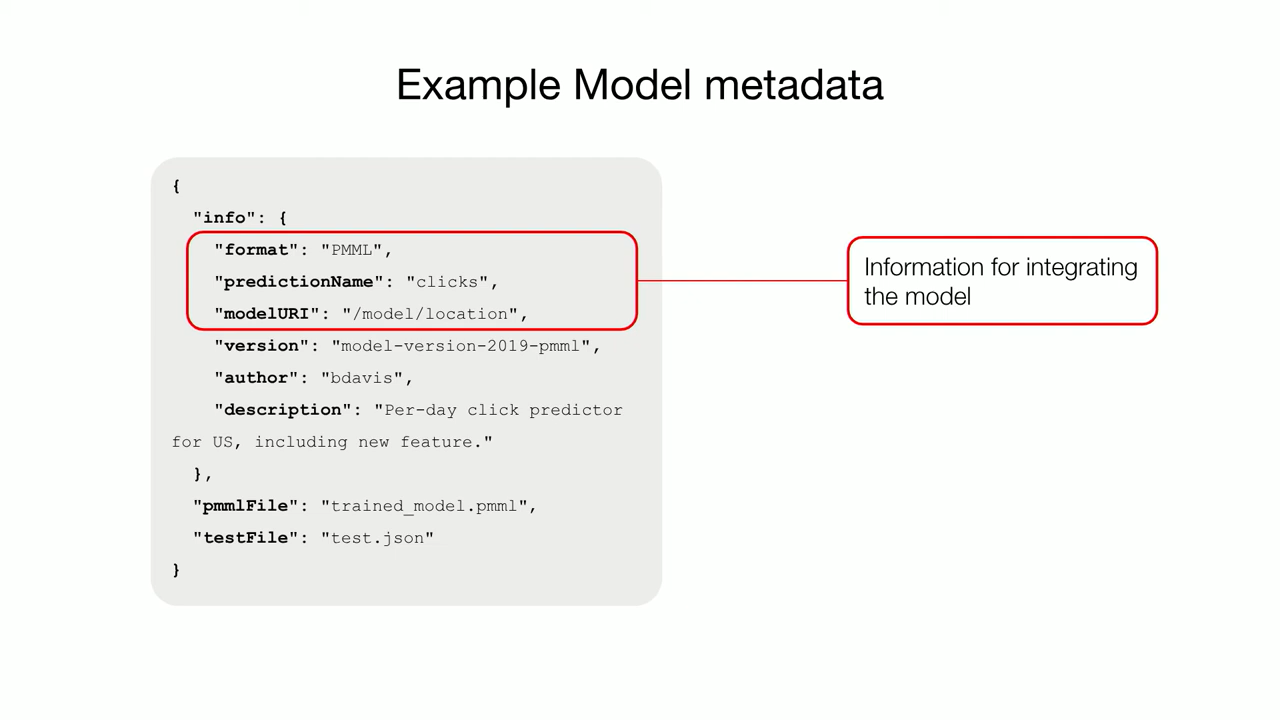 Example Model metadata
{
"info": {
"format": "PMML",
"predictionName": "clicks",
"modelURI": "/model/location",
"version": "model-version-2019-pmml",
"author": "bdavis",
"description": "Per-day click predictor
for US, including new feature."
},
"pmmlFile": "trained_model.pmml",
"testFile": "test.json"
}
Information for integrating
the model